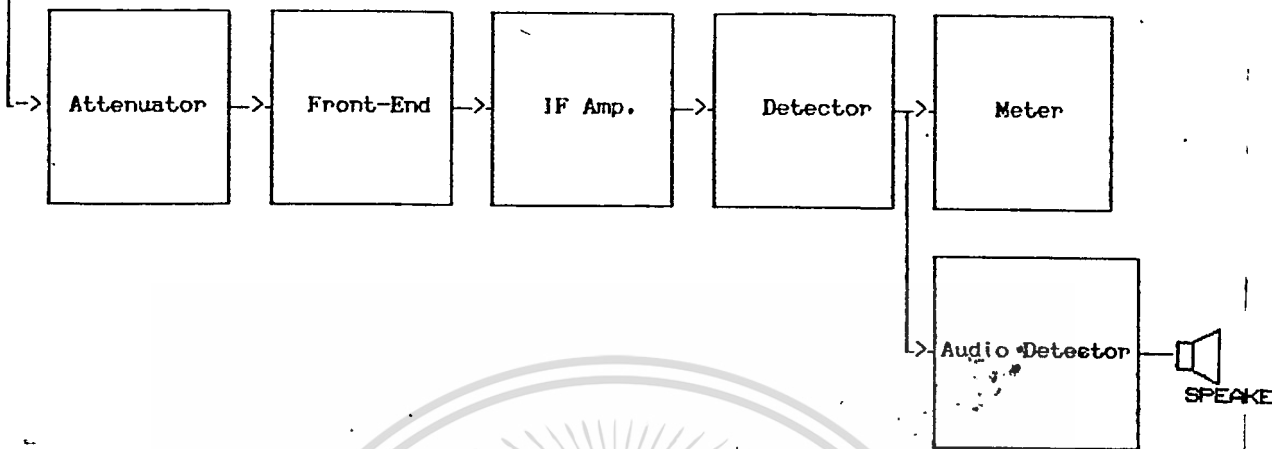 Attenuator Front-End IF Amp. Detector Meter
Audio Detector
SPEAKE